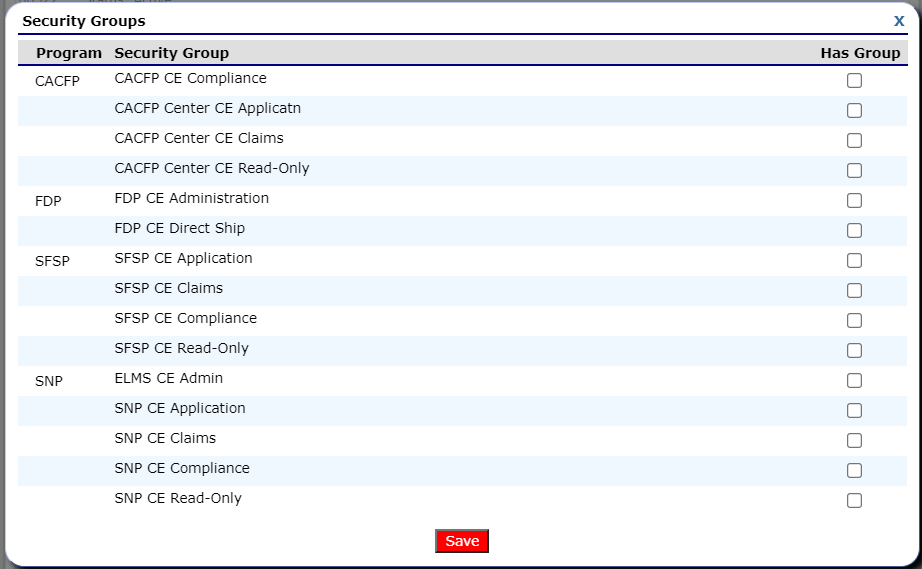 Security Groups X
Program Security Group Has Group
CACFP CACFP CE Compliance
CACFP Center CE Applicatn
CACFP Center CE Claims
CACFP Center CE Read-Only
FDP FDP CE Administration
FDP CE Direct Ship
SFSP SFSP CE Application
SFSP CE Claims
SFSP CE Compliance
SFSP CE Read-Only
SNP ELMS CE Admin
SNP CE Application
SNP CE Claims
SNP CE Compliance
SNP CE Read-Only
Save